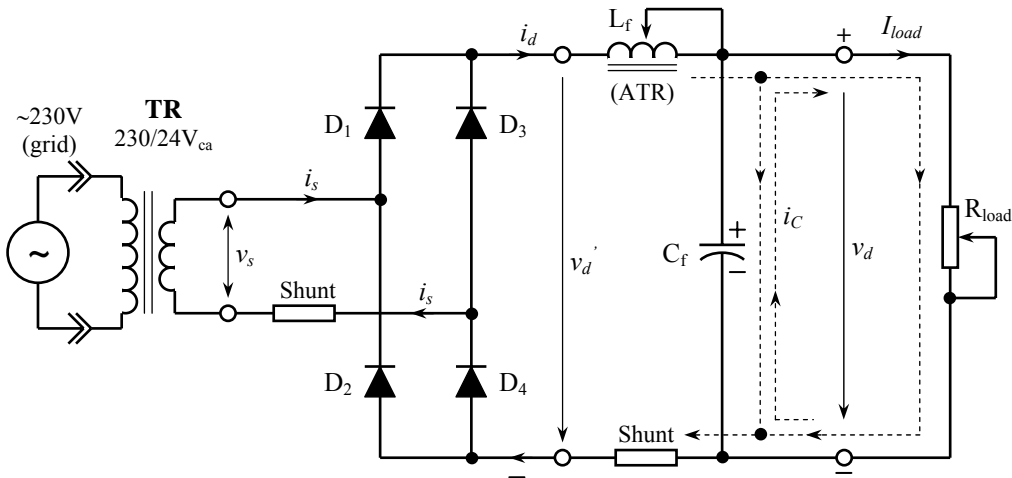 ~230V
(grid)
TR
230/24V_ca
~
v_s
i_s
Shunt
i_s
D₁
D₃
D₂
D₄
i_d
L_f
(ATR)
+
I_load
v_d'
C_f
+
−
i_C
v_d
R_load
Shunt
−
−